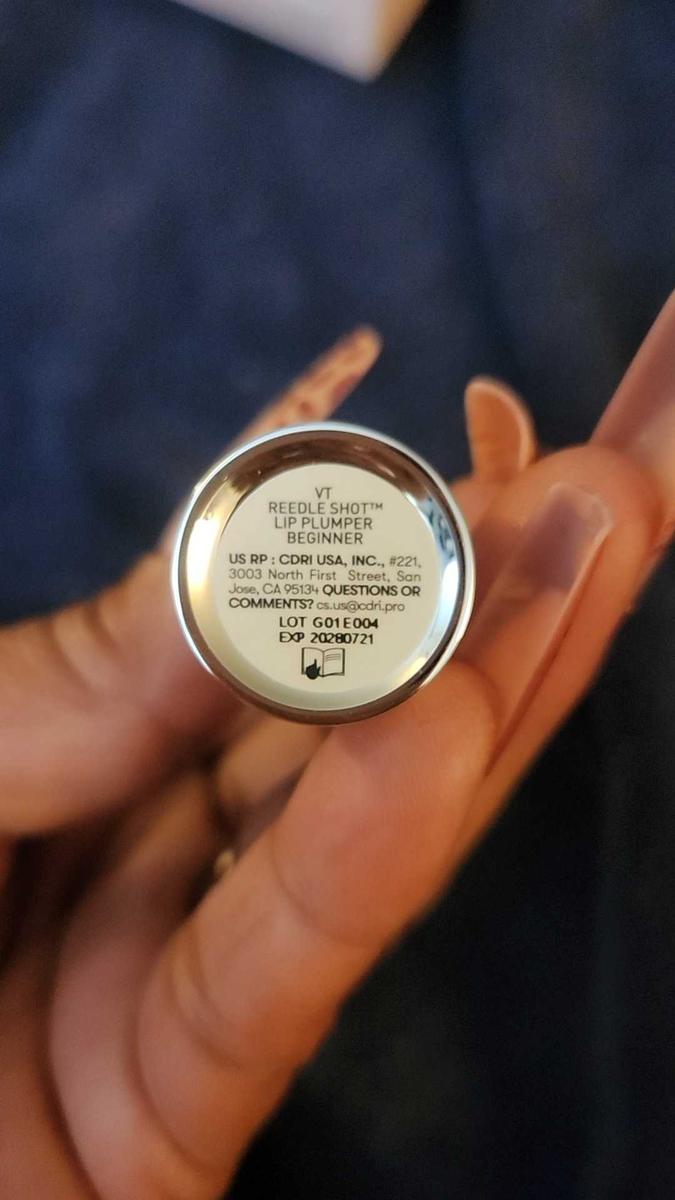 VT
REEDLE SHOT™
LIP PLUMPER
BEGINNER
US RP : CDRI USA, INC., #221,
3003 North First Street, San
Jose, CA 95134 QUESTIONS OR
COMMENTS? cs.us@cdri.pro
LOT G01E004
EXP 20280721